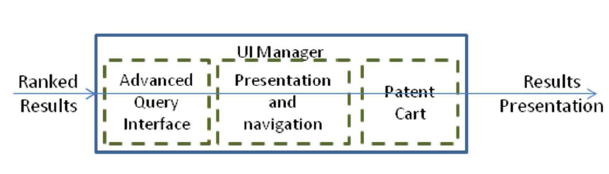 UI Manager
Ranked
Results
Advanced
Query
Interface
Presentation
and
navigation
Patent
Cart
Results
Presentation